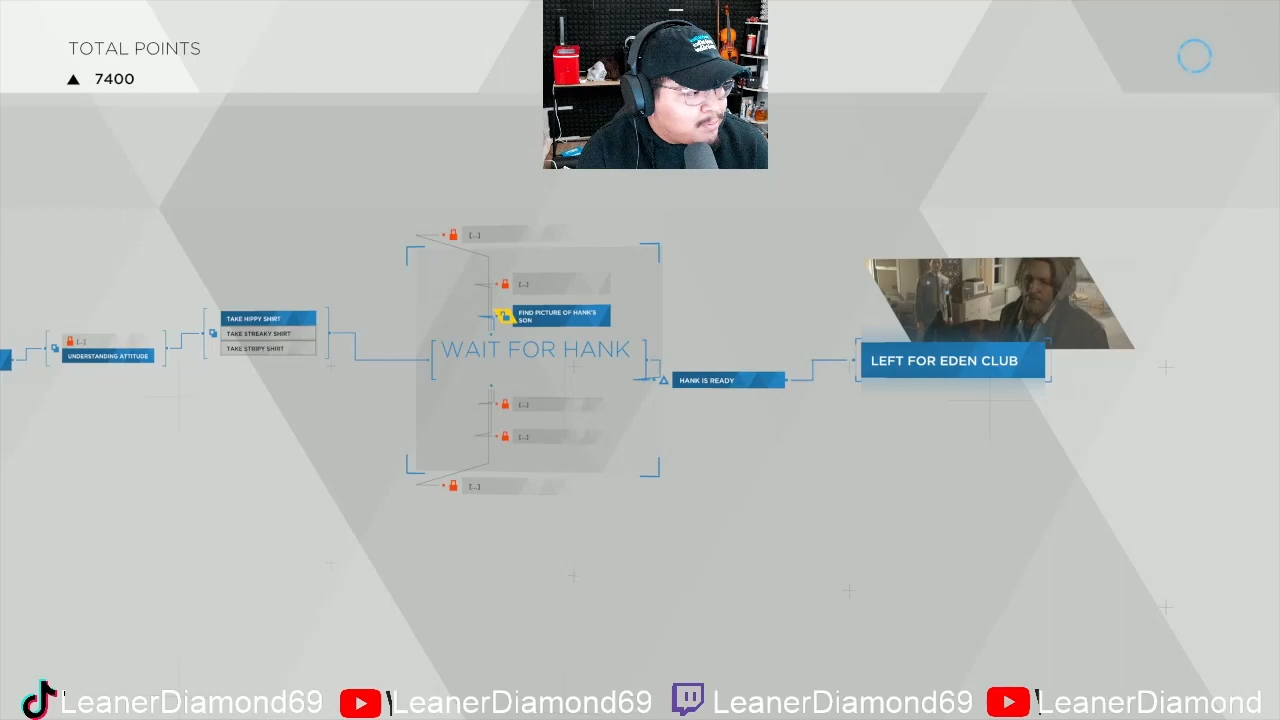 TOTAL POINTS
7400
[...]
[...]
FIND PICTURE OF HANK'S
SON
TAKE HIPPY SHIRT
TAKE STREAKY SHIRT
TAKE STRIPY SHIRT
[...]
UNDERSTANDING ATTITUDE
WAIT FOR HANK
HANK IS READY
LEFT FOR EDEN CLUB
[...]
[...]
[...]
LeanerDiamond69 \LeanerDiamond69 LeanerDiamond69 \LeanerDiamond